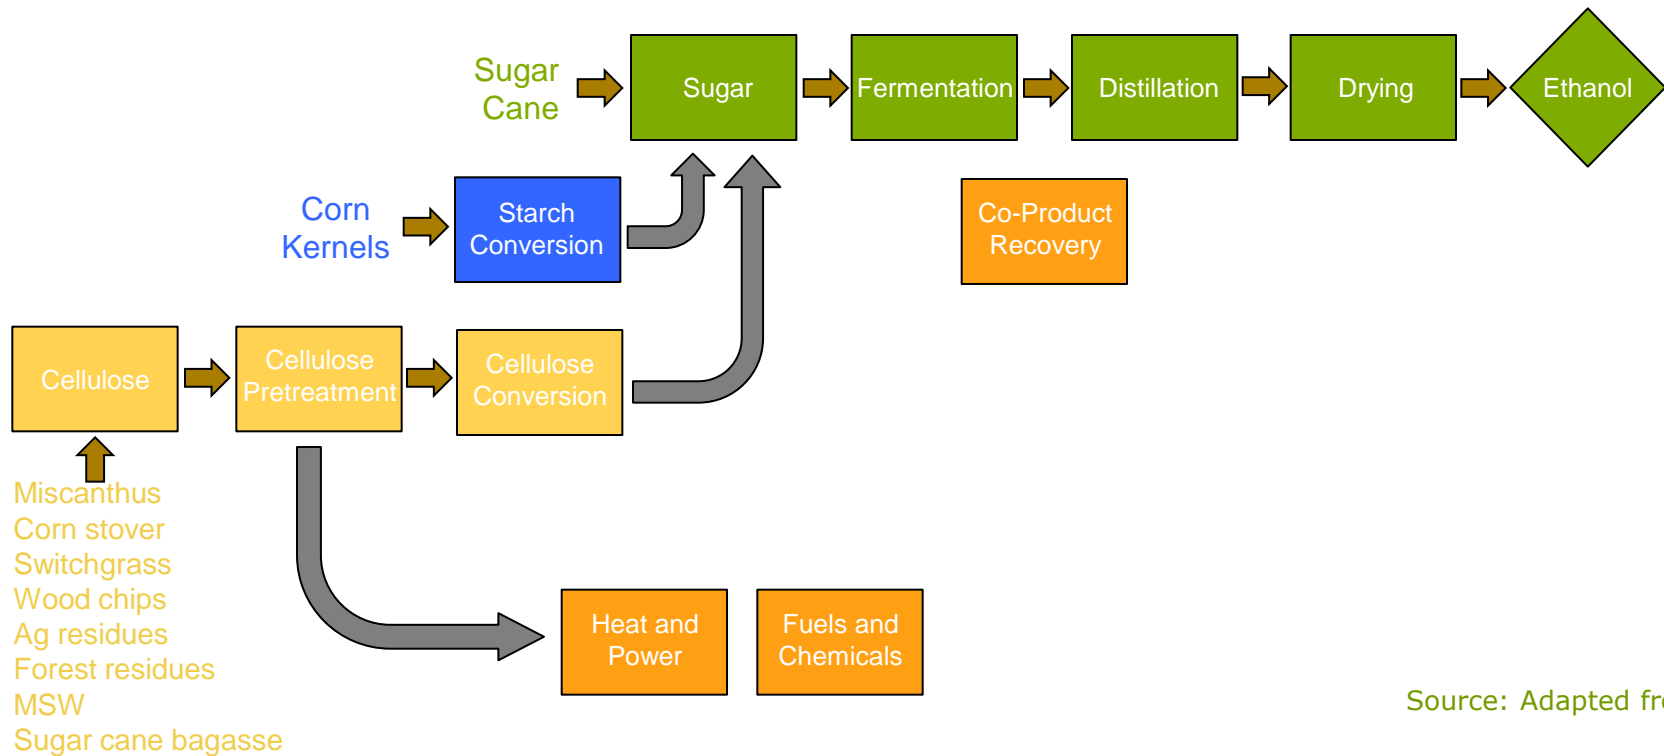 Sugar
Cane
Sugar
Fermentation
Distillation
Drying
Ethanol
Corn
Kernels
Starch
Conversion
Co-Product
Recovery
Cellulose
Cellulose
Pretreatment
Cellulose
Conversion
Miscanthus
Corn stover
Switchgrass
Wood chips
Ag residues
Forest residues
MSW
Sugar cane bagasse
Heat and
Power
Fuels and
Chemicals
Source: Adapted